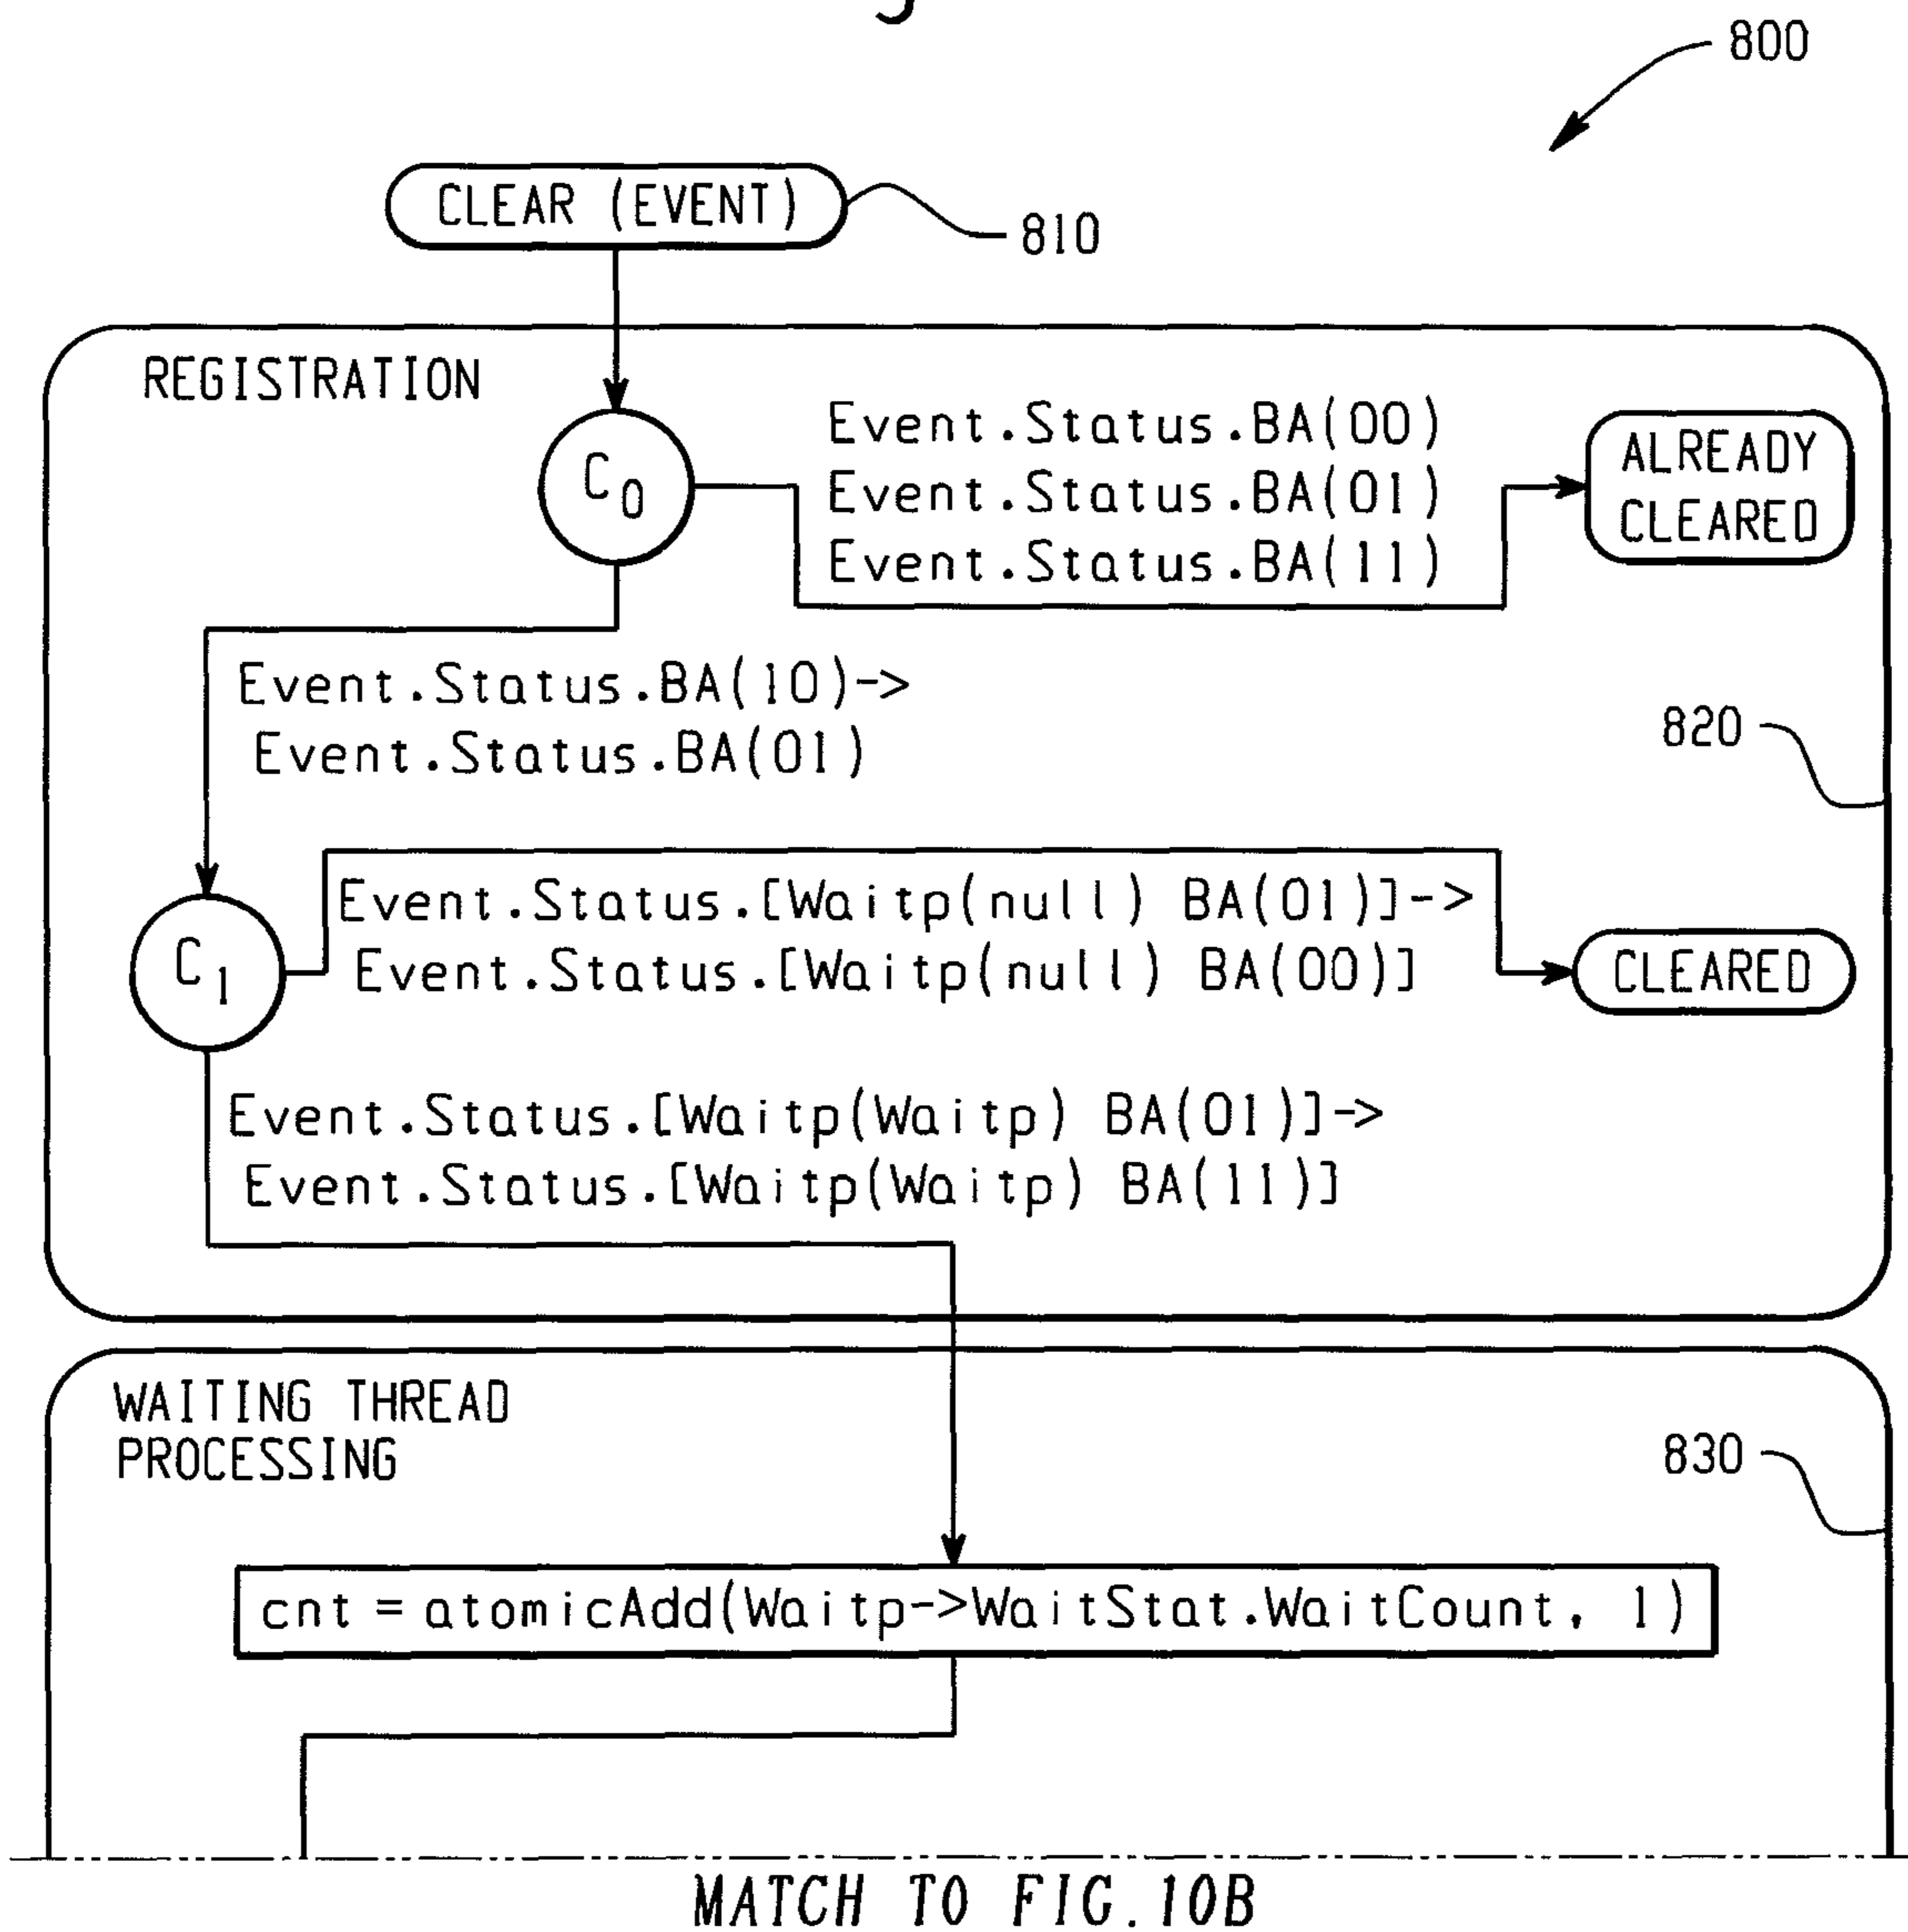 800
CLEAR (EVENT)
810
REGISTRATION
C0
Event.Status.BA(00)
Event.Status.BA(01)
Event.Status.BA(11)
ALREADY
CLEARED
Event.Status.BA(10)->
Event.Status.BA(01)
820
C1
Event.Status.[Waitp(null) BA(01)]->
Event.Status.[Waitp(null) BA(00)]
CLEARED
Event.Status.[Waitp(Waitp) BA(01)]->
Event.Status.[Waitp(Waitp) BA(11)]
WAITING THREAD
PROCESSING
830
cnt = atomicAdd(Waitp->WaitStat.WaitCount, 1)
MATCH TO FIG. 10B